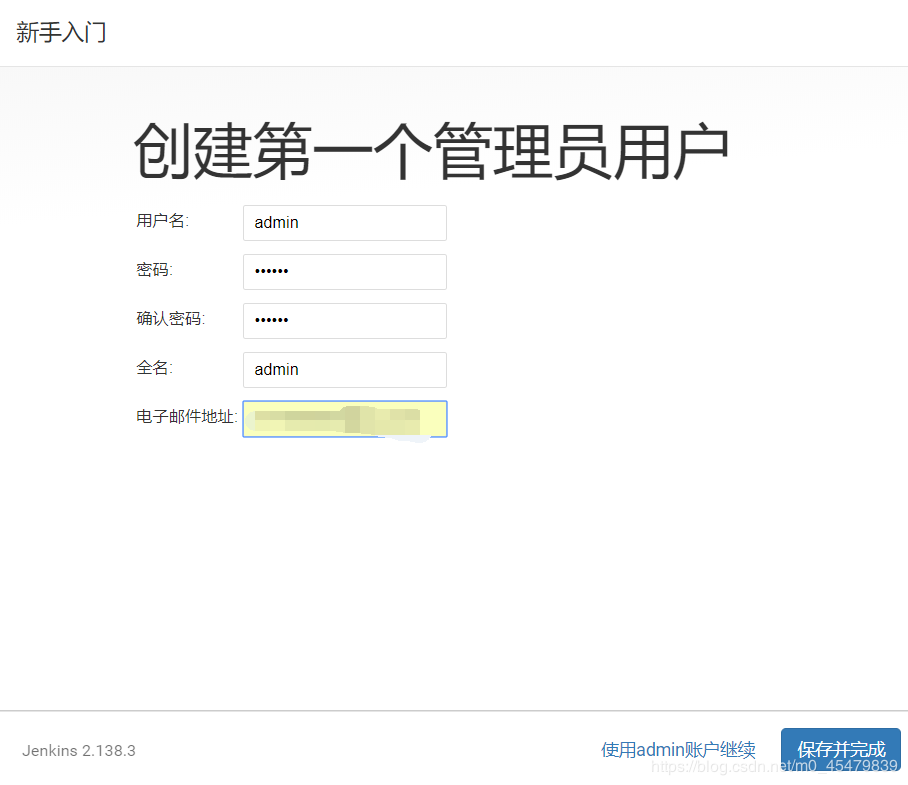 新手入门
创建第一个管理员用户
用户名: admin
密码: ••••••
确认密码: ••••••
全名: admin
电子邮件地址:
Jenkins 2.138.3 使用admin账户继续 保存并完成
https://blog.csdn.net/m0_45479839